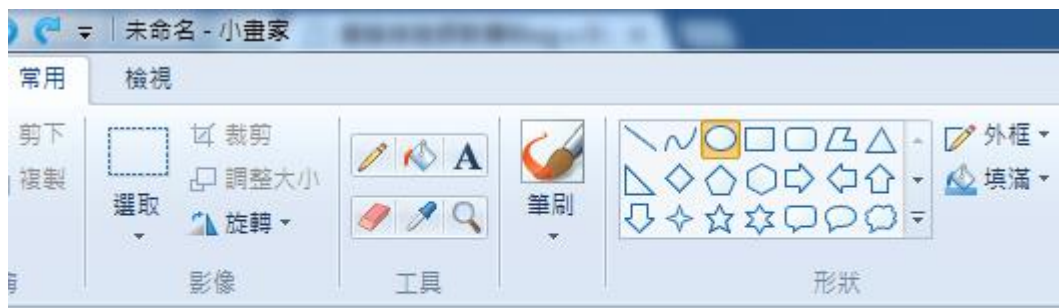 未命名 - 小畫家
常用 檢視
剪下
複製
選取
裁剪
調整大小
旋轉
影像
A
工具
筆刷
外框
填滿
形狀